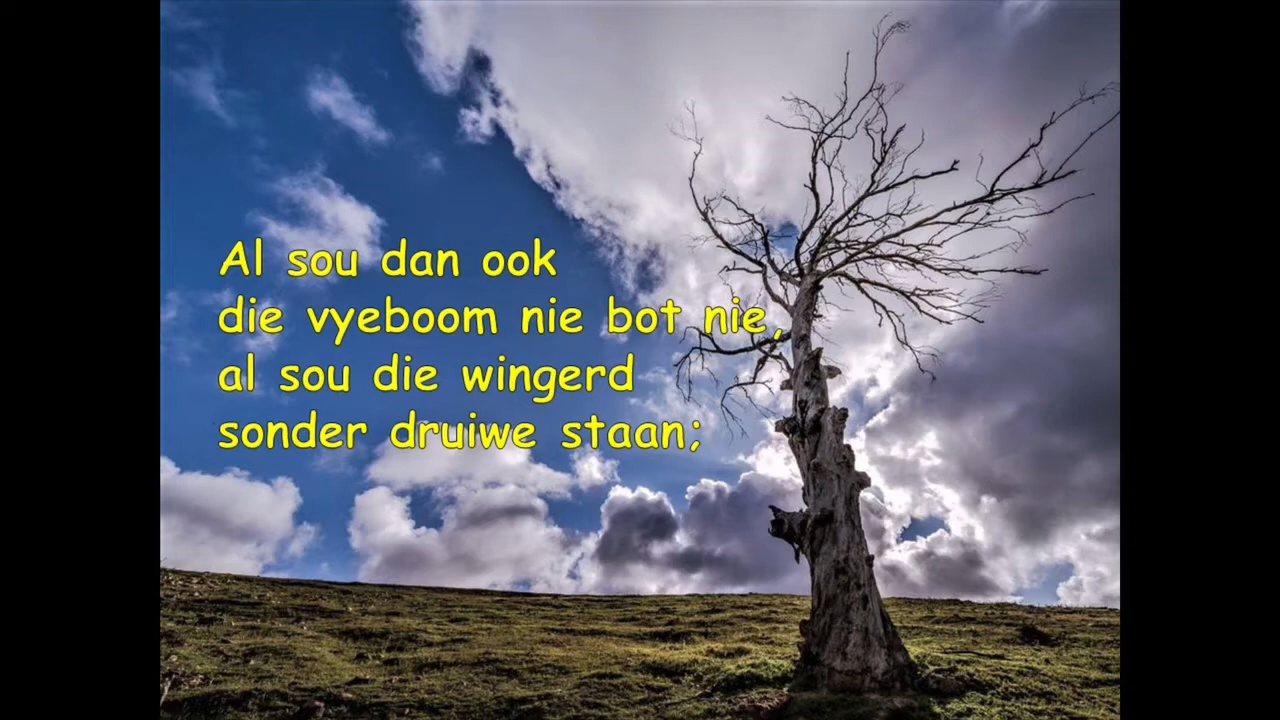 Al sou dan ook
die vyeboom nie bot nie,
al sou die wingerd
sonder druiwe staan;